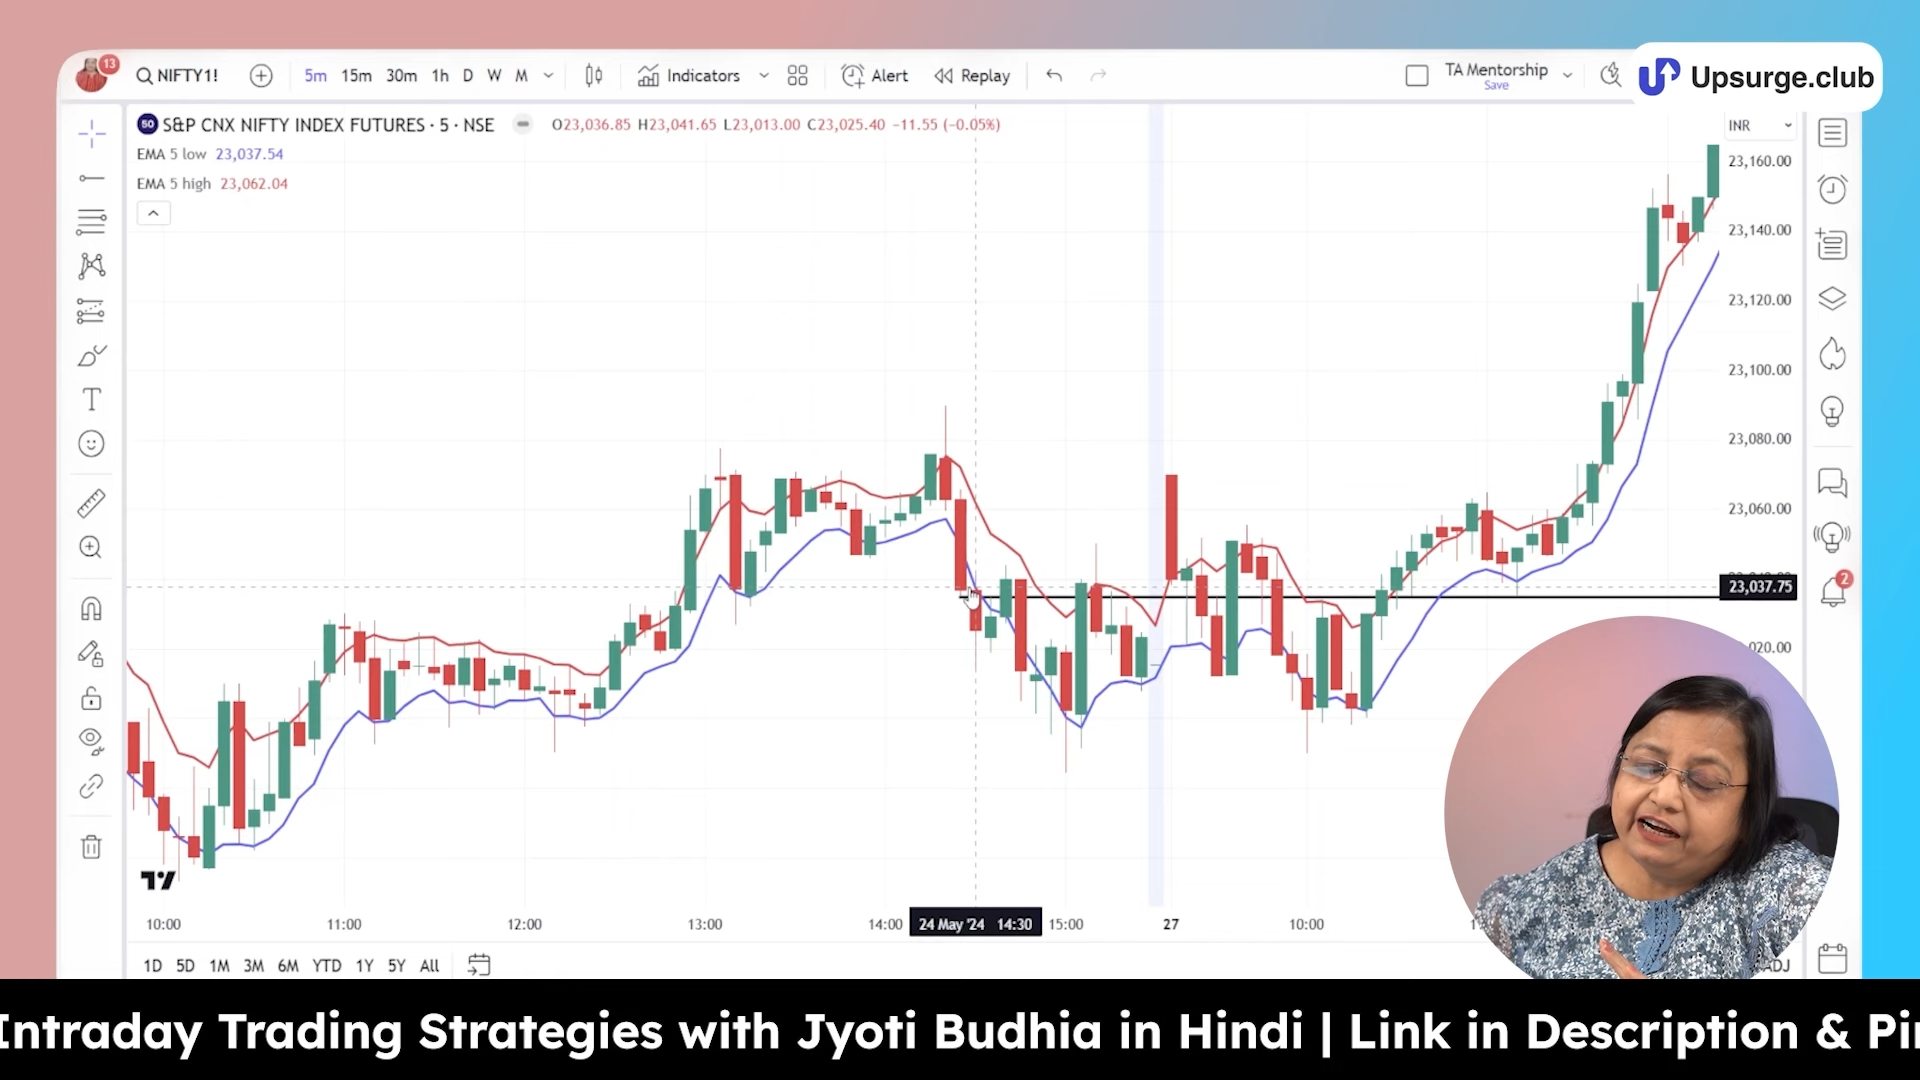 13
NIFTY1!
5m 15m 30m 1h D W M
Indicators
Alert
Replay
TA Mentorship
Save
Upsurge.club
50 S&P CNX NIFTY INDEX FUTURES · 5 · NSE
O23,036.85 H23,041.65 L23,013.00 C23,025.40 −11.55 (−0.05%)
INR
EMA 5 low 23,037.54
EMA 5 high 23,062.04
23,160.00
23,140.00
23,120.00
23,100.00
23,080.00
23,060.00
23,037.75
2
020.00
10:00 11:00 12:00 13:00 14:00 24 May '24 14:30 15:00 27 10:00
1D 5D 1M 3M 6M YTD 1Y 5Y All
ADJ
Intraday Trading Strategies with Jyoti Budhia in Hindi | Link in Description & Pin